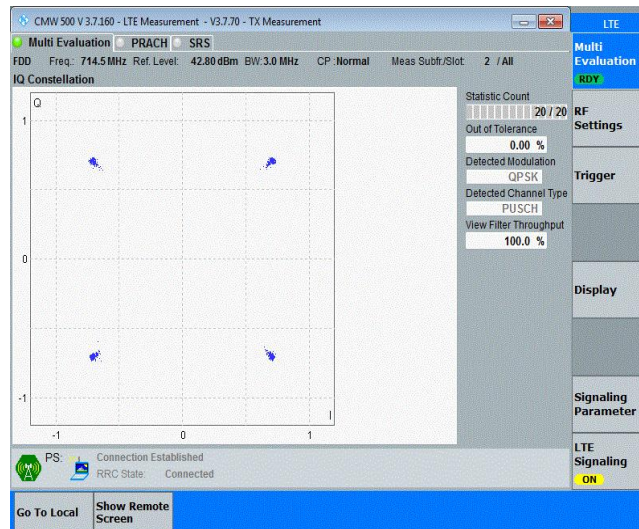 CMW 500 V 3.7.160 - LTE Measurement - V3.7.70 - TX Measurement
LTE
Multi Evaluation PRACH SRS
FDD Freq.: 714.5 MHz Ref. Level: 42.80 dBm BW: 3.0 MHz CP : Normal Meas Subfr./Slot: 2 / All
IQ Constellation
Q
1
0
-1
-1 0 1
I
Statistic Count
20 / 20
Out of Tolerance
0.00 %
Detected Modulation
QPSK
Detected Channel Type
PUSCH
View Filter Throughput
100.0 %
PS: Connection Established
RRC State: Connected
Multi
Evaluation
RDY
RF
Settings
Trigger
Display
Signaling
Parameter
LTE
Signaling
ON
Go To Local
Show Remote
Screen